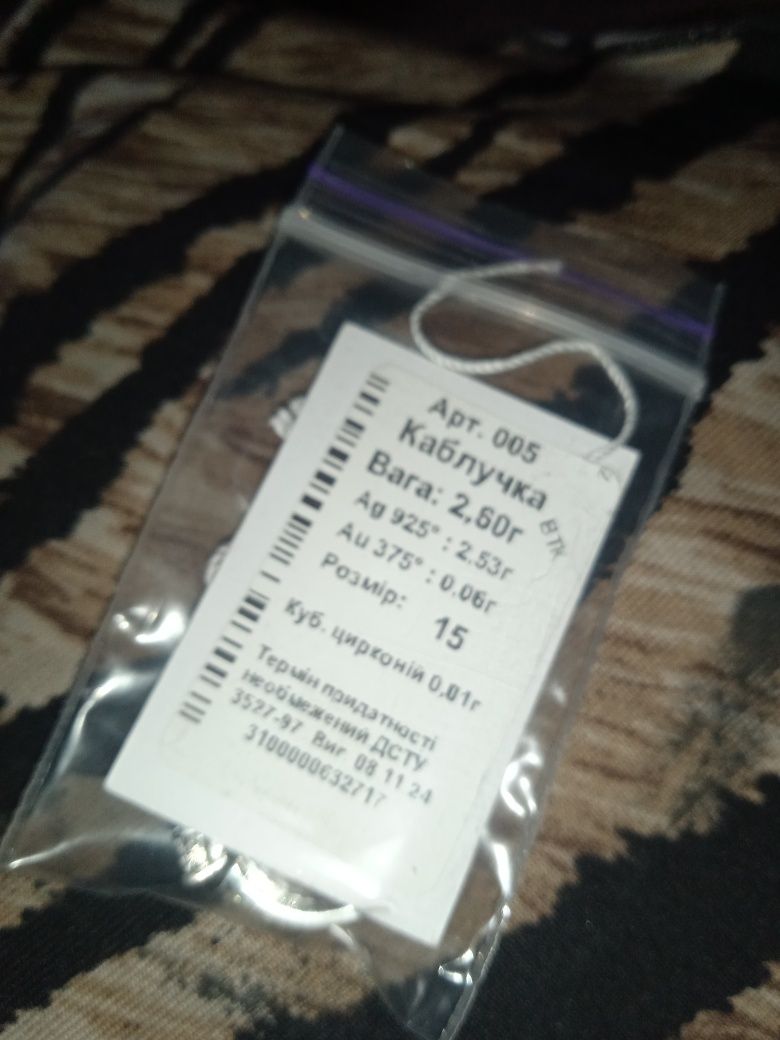 Арт. 005
Каблучка
Вага: 2,60г
ВТК
Ag 925° : 2.53г
Au 375° : 0.06г
Розмір: 15
Куб. цирконій 0,01г
Термін придатності
необмежений ДСТУ
3527-97 Виг 08 11 24
3100000632717